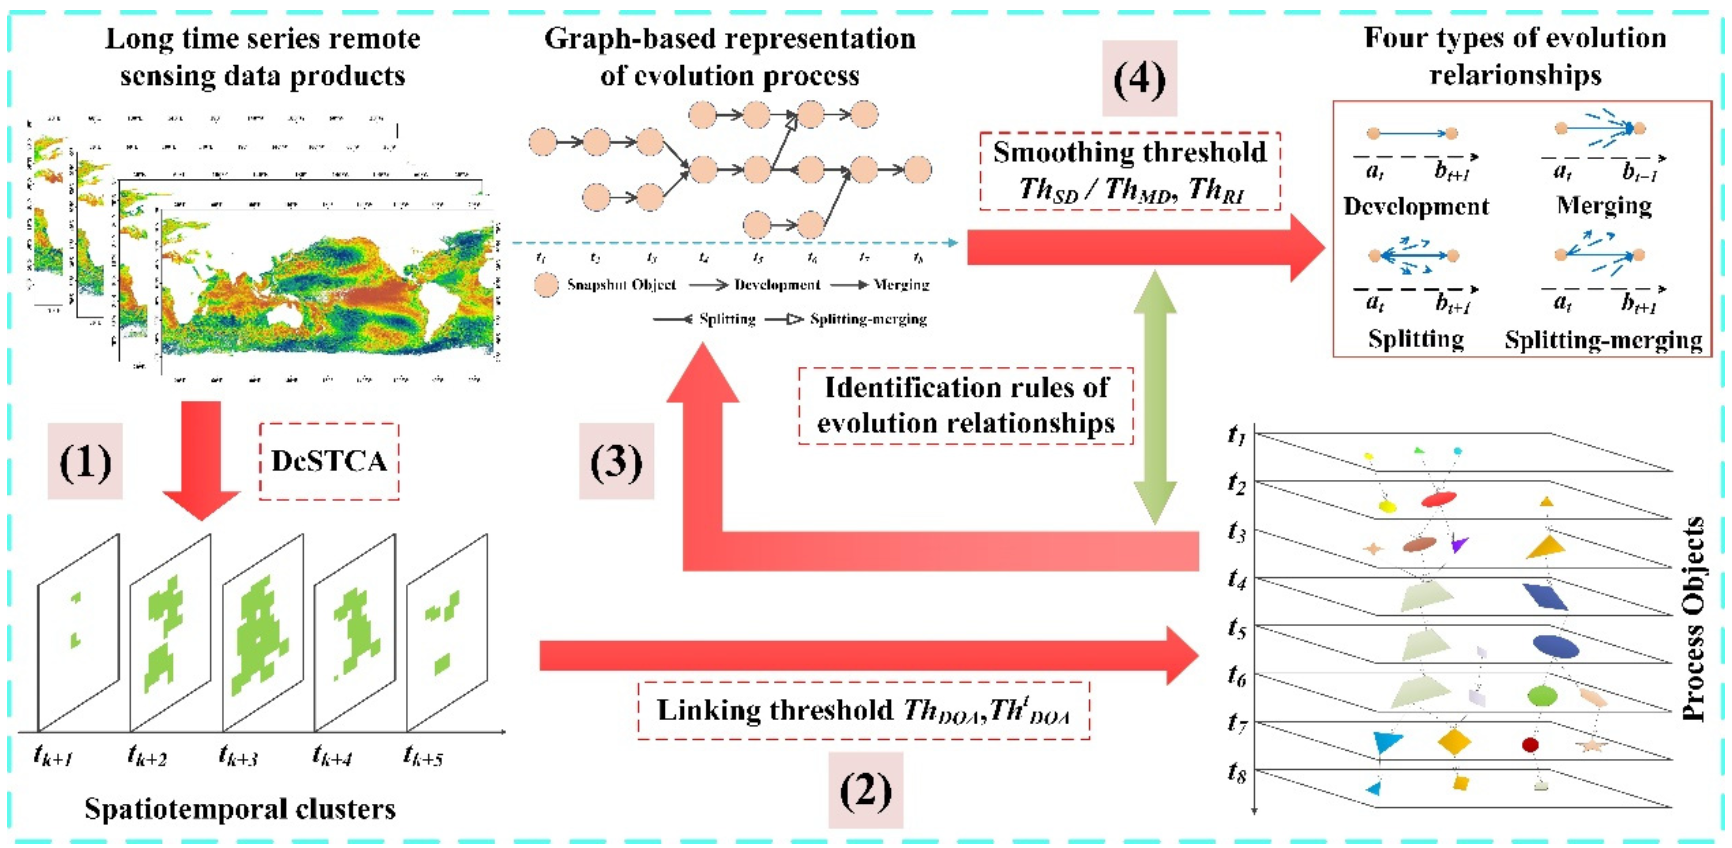 Long time series remote
sensing data products
(1)
DcSTCA
t_{k+1} t_{k+2} t_{k+3} t_{k+4} t_{k+5}
Spatiotemporal clusters
Graph-based representation
of evolution process
t_1 t_2 t_3 t_4 t_5 t_6 t_7 t_8
Snapshot Object Development Merging
Splitting Splitting-merging
(3)
Identification rules of
evolution relationships
Linking threshold Th_{DOA}, Th^t_{DOA}
(2)
(4)
Smoothing threshold
Th_{SD} / Th_{MD}, Th_{RI}
Four types of evolution
relarionships
a_t b_{t+1} a_t b_{t-1}
Development Merging
a_t b_{t+1} a_t b_{t+1}
Splitting Splitting-merging
t_1
t_2
t_3
t_4
t_5
t_6
t_7
t_8
Process Objects